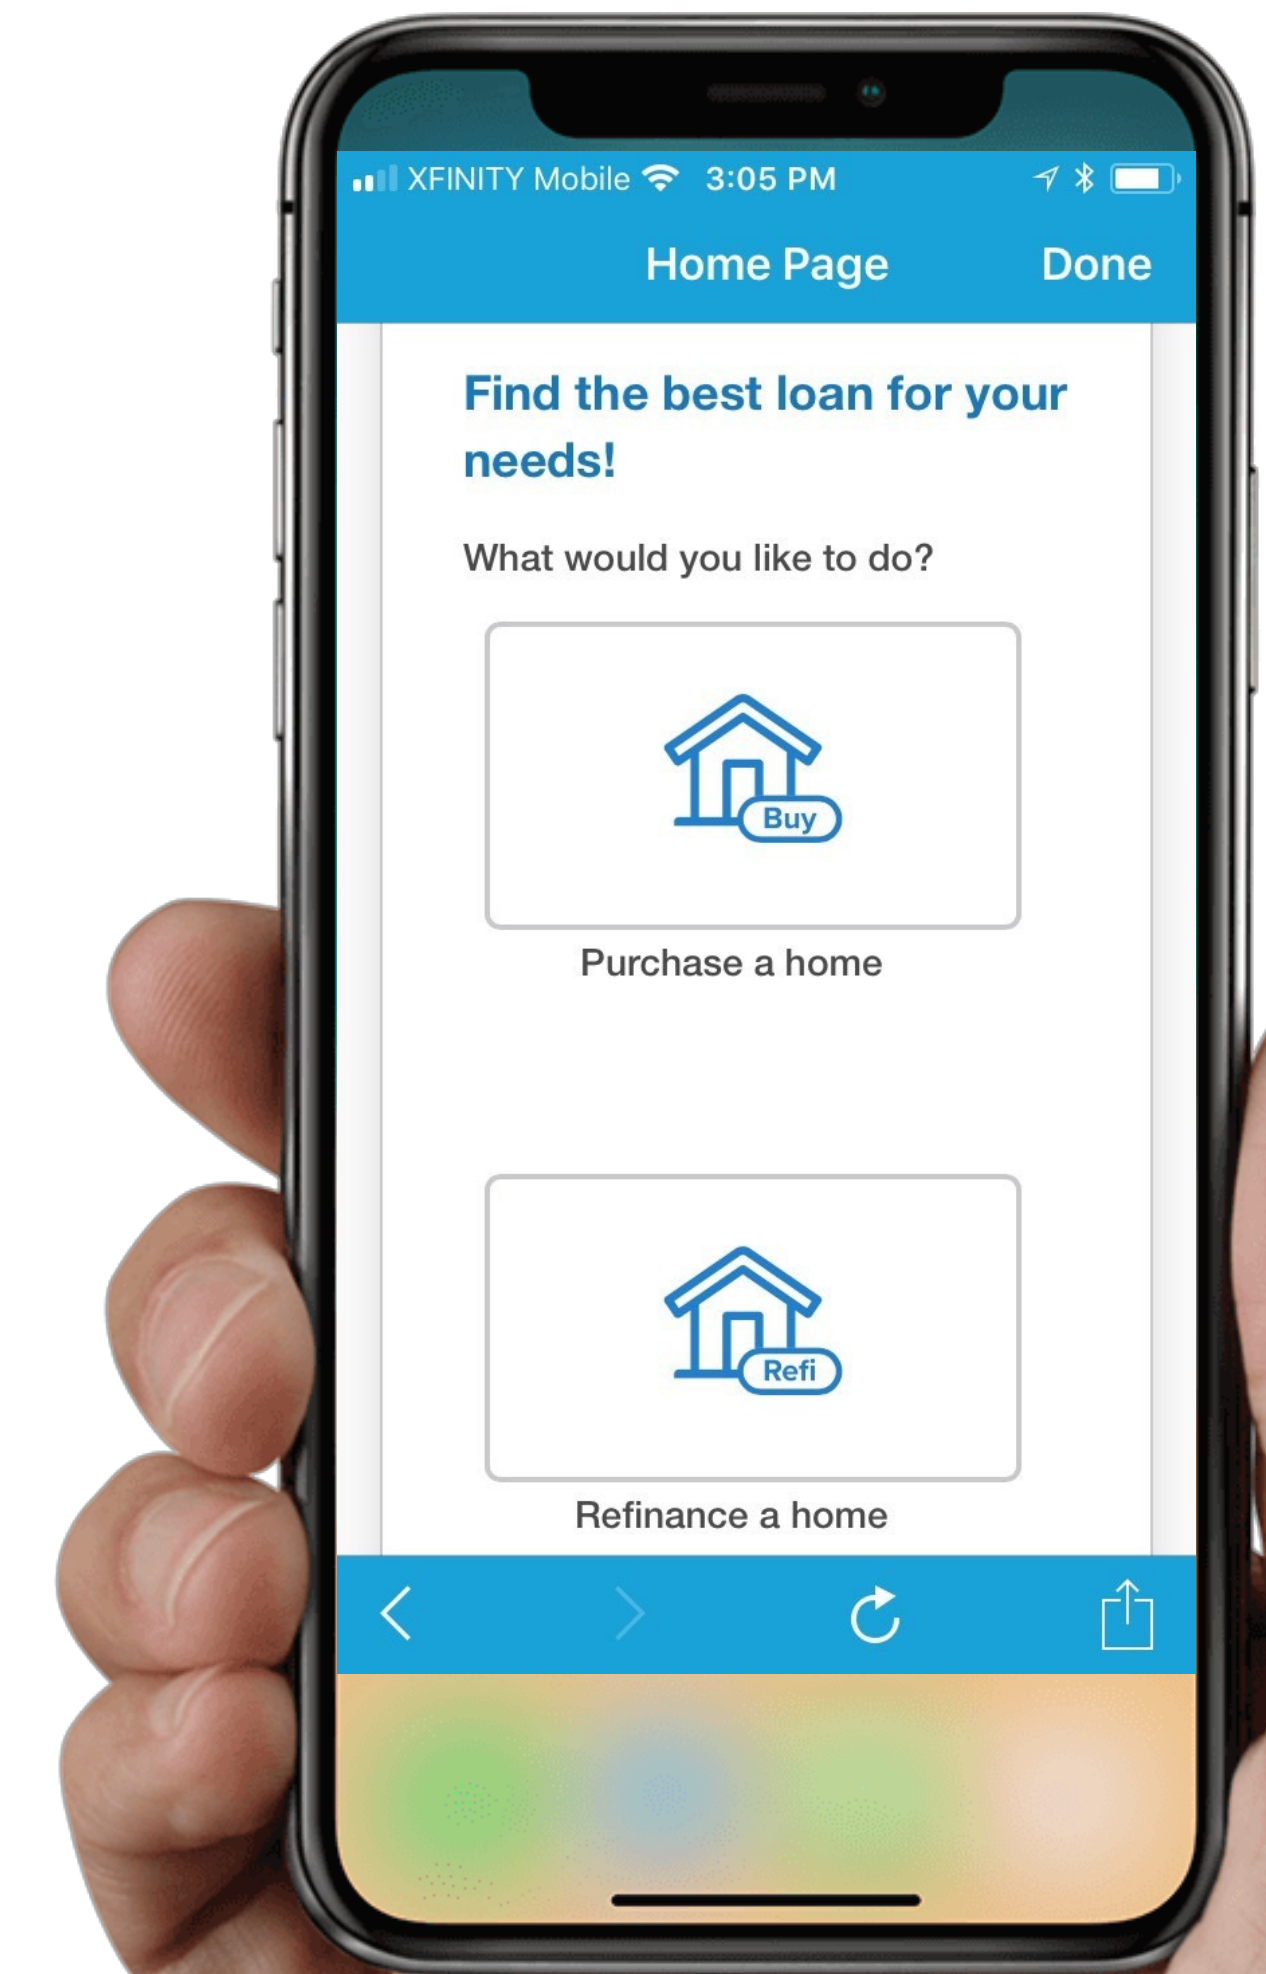 XFINITY Mobile 3:05 PM
Home Page Done
Find the best loan for your
needs!
What would you like to do?
Buy
Purchase a home
Refi
Refinance a home